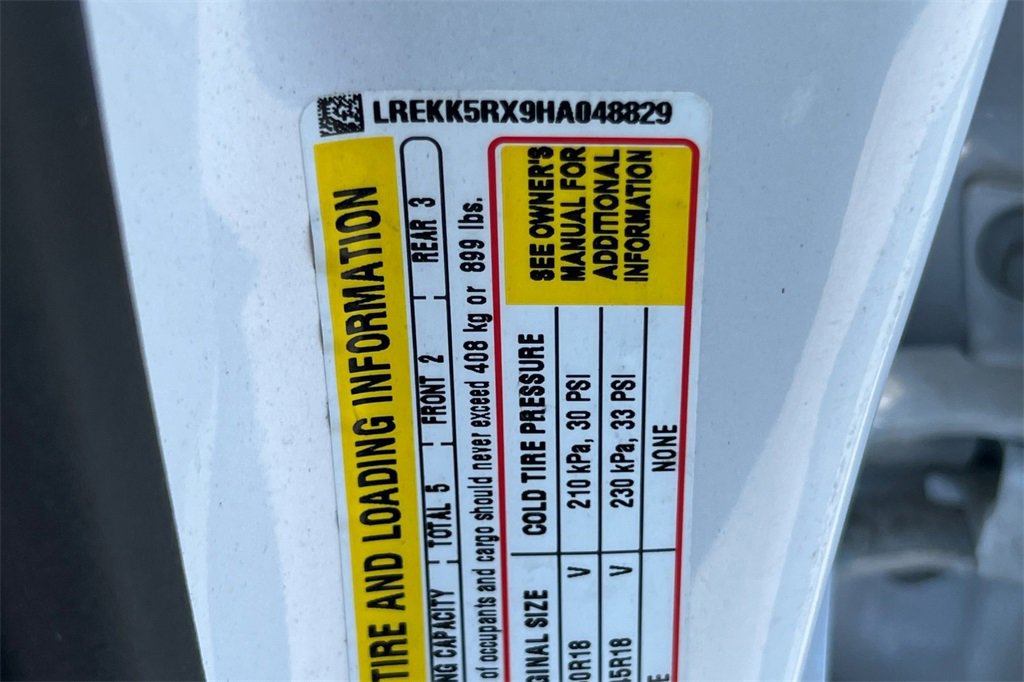 LREKK5RX9HA048829
TIRE AND LOADING INFORMATION
CAPACITY TOTAL 5 FRONT 2 REAR 3
of occupants and cargo should never exceed 408 kg or 899 lbs.
SIZE COLD TIRE PRESSURE
V 210 kPa, 30 PSI
V 230 kPa, 33 PSI
NONE
SEE OWNER'S
MANUAL FOR
ADDITIONAL
INFORMATION